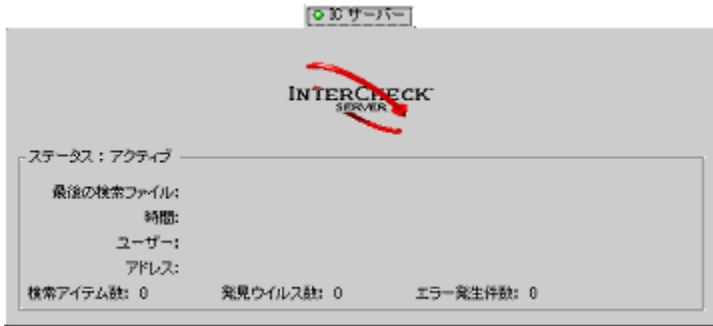 IC サーバー
INTERCHECK™
SERVER
ステータス：アクティブ
最後の検索ファイル:
時間:
ユーザー:
アドレス:
検索アイテム数: 0 発見ウイルス数: 0 エラー発生件数: 0